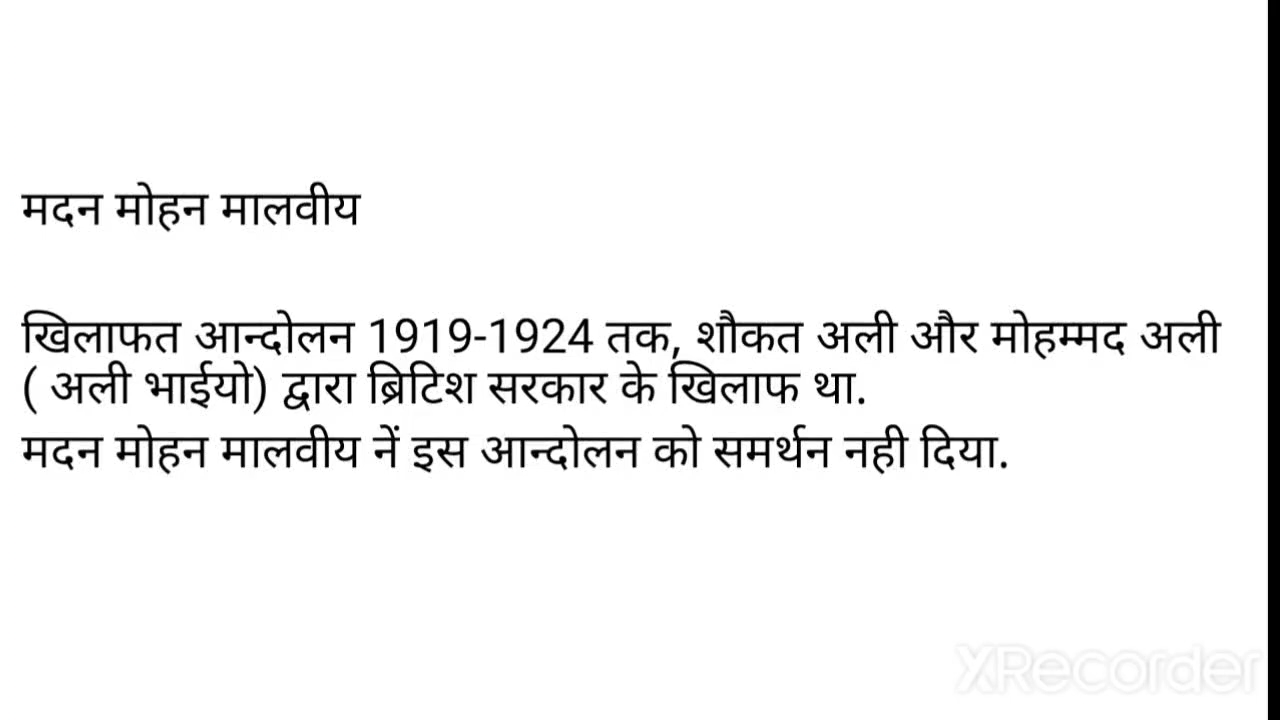 मदन मोहन मालवीय
खिलाफत आन्दोलन 1919-1924 तक, शौकत अली और मोहम्मद अली
( अली भाईयो) द्वारा ब्रिटिश सरकार के खिलाफ था.
मदन मोहन मालवीय नें इस आन्दोलन को समर्थन नही दिया.
XRecorder